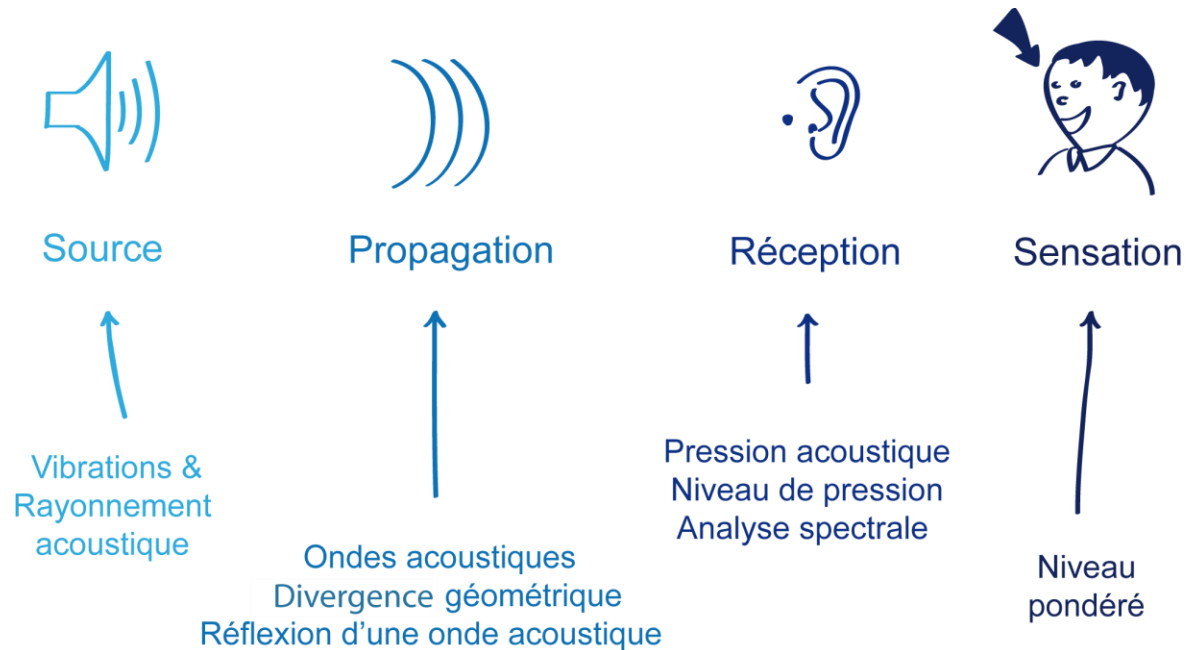 Source
Propagation
Réception
Sensation
Vibrations &
Rayonnement
acoustique
Ondes acoustiques
Divergence géométrique
Réflexion d’une onde acoustique
Pression acoustique
Niveau de pression
Analyse spectrale
Niveau
pondéré